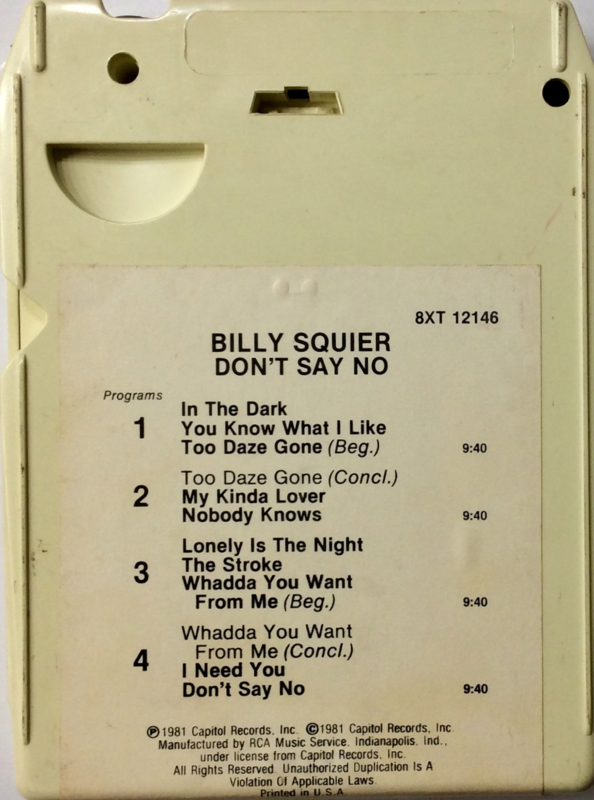 8XT 12146
BILLY SQUIER
DON'T SAY NO
Programs
1
In The Dark
You Know What I Like
Too Daze Gone (Beg.) 9:40
2
Too Daze Gone (Concl.)
My Kinda Lover
Nobody Knows 9:40
3
Lonely Is The Night
The Stroke
Whadda You Want
From Me (Beg.) 9:40
4
Whadda You Want
From Me (Concl.)
I Need You
Don't Say No 9:40
℗1981 Capitol Records, Inc. ©1981 Capitol Records, Inc.
Manufactured by RCA Music Service, Indianapolis, Ind.,
under license from Capitol Records, Inc.
All Rights Reserved. Unauthorized Duplication Is A
Violation Of Applicable Laws.
Printed in U.S.A.